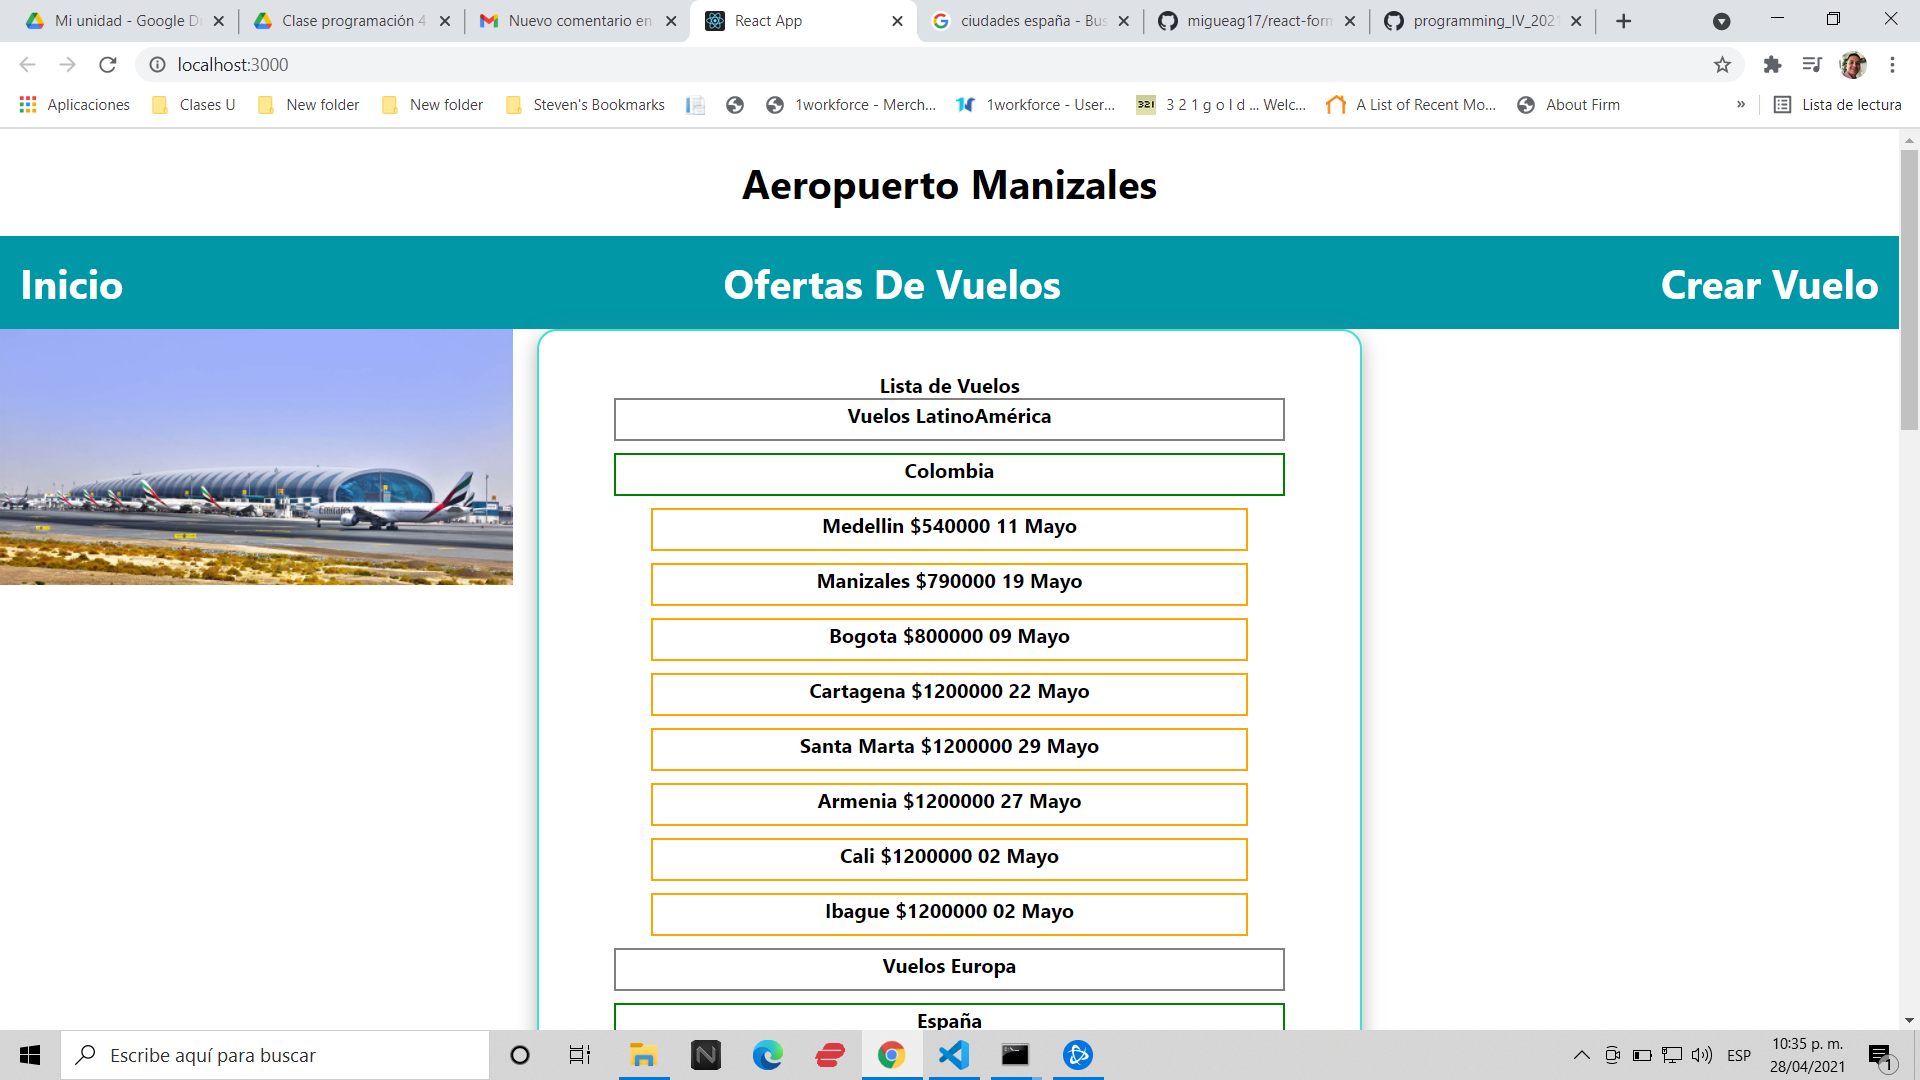 Mi unidad - Google D
Clase programación 4
Nuevo comentario en
React App
ciudades españa - Bus
migueag17/react-form
programming_IV_202
localhost:3000
Aplicaciones
Clases U
New folder
New folder
Steven's Bookmarks
1workforce - Merch...
1workforce - User...
321
3 2 1 g o l d ... Welc...
A List of Recent Mo...
About Firm
»
Lista de lectura
Aeropuerto Manizales
Inicio
Ofertas De Vuelos
Crear Vuelo
Emirates
Lista de Vuelos
Vuelos LatinoAmérica
Colombia
Medellin $540000 11 Mayo
Manizales $790000 19 Mayo
Bogota $800000 09 Mayo
Cartagena $1200000 22 Mayo
Santa Marta $1200000 29 Mayo
Armenia $1200000 27 Mayo
Cali $1200000 02 Mayo
Ibague $1200000 02 Mayo
Vuelos Europa
España
Escribe aquí para buscar
ESP
10:35 p. m.
28/04/2021
1